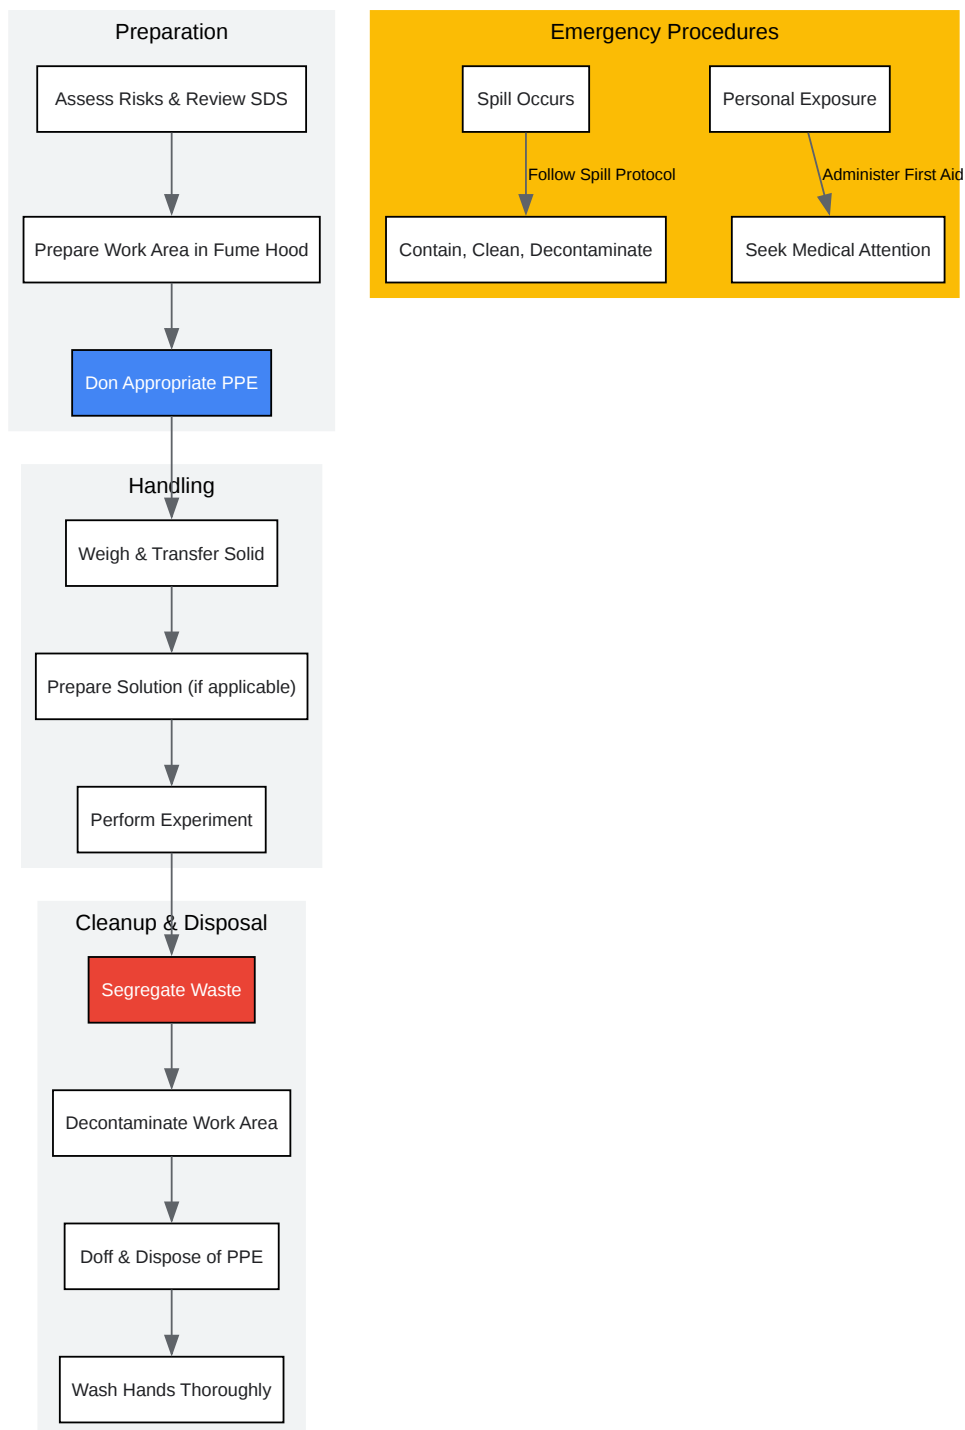 Preparation
Assess Risks & Review SDS
Prepare Work Area in Fume Hood
Don Appropriate PPE
Handling
Weigh & Transfer Solid
Prepare Solution (if applicable)
Perform Experiment
Cleanup & Disposal
Segregate Waste
Decontaminate Work Area
Doff & Dispose of PPE
Wash Hands Thoroughly
Emergency Procedures
Spill Occurs
Follow Spill Protocol
Contain, Clean, Decontaminate
Personal Exposure
Administer First Aid
Seek Medical Attention